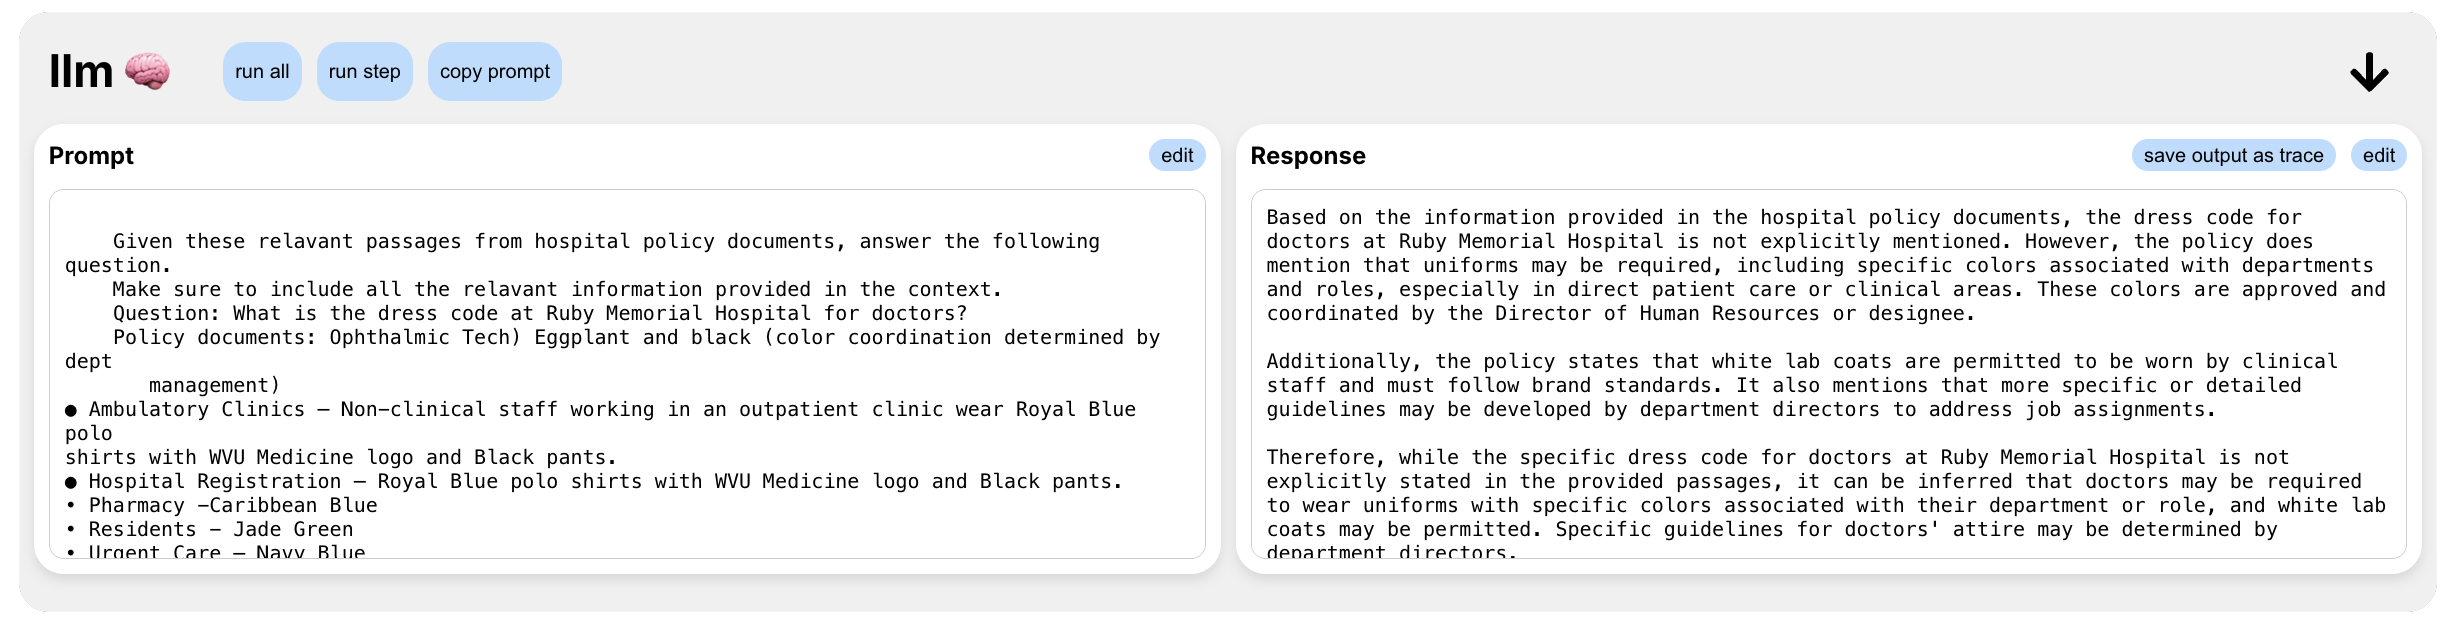 llm 🧠
run all
run step
copy prompt
Prompt
edit
Given these relavant passages from hospital policy documents, answer the following
question.
Make sure to include all the relavant information provided in the context.
Question: What is the dress code at Ruby Memorial Hospital for doctors?
Policy documents: Ophthalmic Tech) Eggplant and black (color coordination determined by
dept
management)
● Ambulatory Clinics – Non-clinical staff working in an outpatient clinic wear Royal Blue
polo
shirts with WVU Medicine logo and Black pants.
● Hospital Registration – Royal Blue polo shirts with WVU Medicine logo and Black pants.
• Pharmacy -Caribbean Blue
• Residents - Jade Green
• Urgent Care – Navy Blue
Response
save output as trace
edit
Based on the information provided in the hospital policy documents, the dress code for
doctors at Ruby Memorial Hospital is not explicitly mentioned. However, the policy does
mention that uniforms may be required, including specific colors associated with departments
and roles, especially in direct patient care or clinical areas. These colors are approved and
coordinated by the Director of Human Resources or designee.
Additionally, the policy states that white lab coats are permitted to be worn by clinical
staff and must follow brand standards. It also mentions that more specific or detailed
guidelines may be developed by department directors to address job assignments.
Therefore, while the specific dress code for doctors at Ruby Memorial Hospital is not
explicitly stated in the provided passages, it can be inferred that doctors may be required
to wear uniforms with specific colors associated with their department or role, and white lab
coats may be permitted. Specific guidelines for doctors' attire may be determined by
department directors.